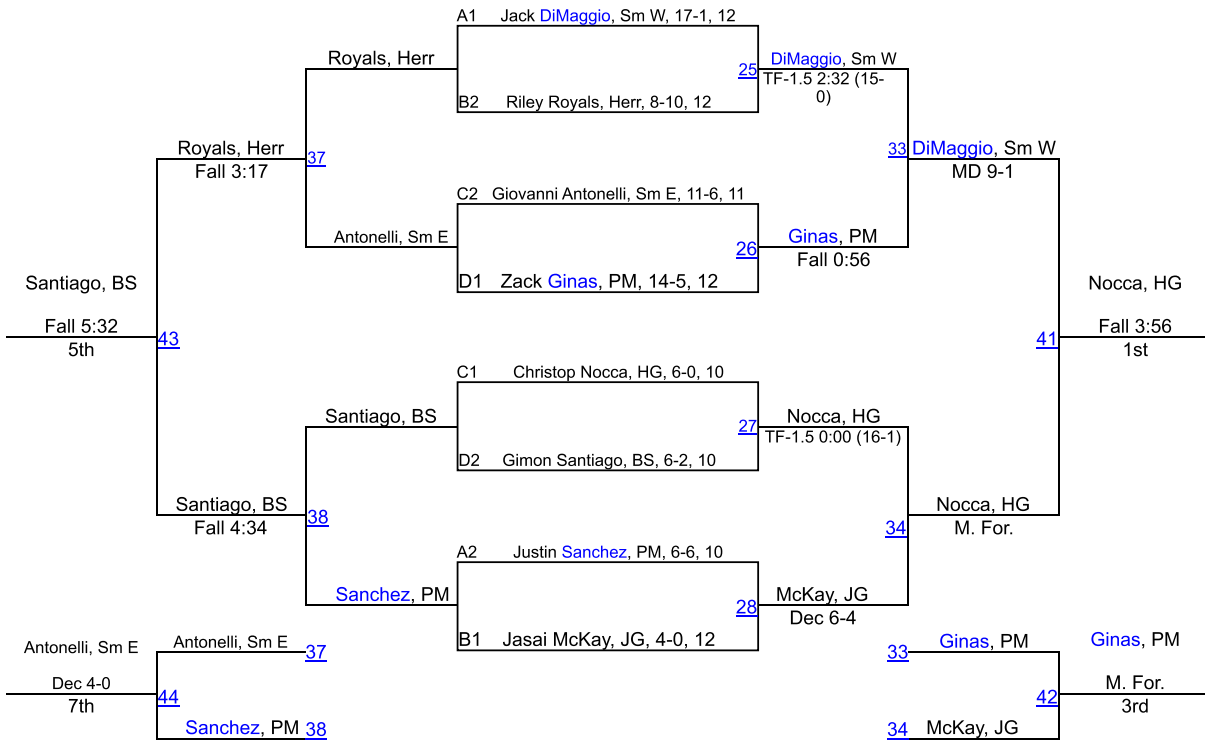 A1 Jack DiMaggio, Sm W, 17-1, 12
Royals, Herr
25 DiMaggio, Sm W
TF-1.5 2:32 (15-
0)
B2 Riley Royals, Herr, 8-10, 12
Royals, Herr
37
Fall 3:17
33 DiMaggio, Sm W
MD 9-1
C2 Giovanni Antonelli, Sm E, 11-6, 11
Antonelli, Sm E
26 Ginas, PM
Fall 0:56
D1 Zack Ginas, PM, 14-5, 12
Santiago, BS
Fall 5:32
43
5th
Nocca, HG
Fall 3:56
41
1st
C1 Christop Nocca, HG, 6-0, 10
Santiago, BS
27 Nocca, HG
TF-1.5 0:00 (16-1)
D2 Gimon Santiago, BS, 6-2, 10
Santiago, BS
38
Fall 4:34
34 Nocca, HG
M. For.
A2 Justin Sanchez, PM, 6-6, 10
Sanchez, PM
28 McKay, JG
Dec 6-4
B1 Jasai McKay, JG, 4-0, 12
Antonelli, Sm E
Antonelli, Sm E 37
Dec 4-0
44
7th
Sanchez, PM 38
33 Ginas, PM
Ginas, PM
M. For.
42
3rd
34 McKay, JG